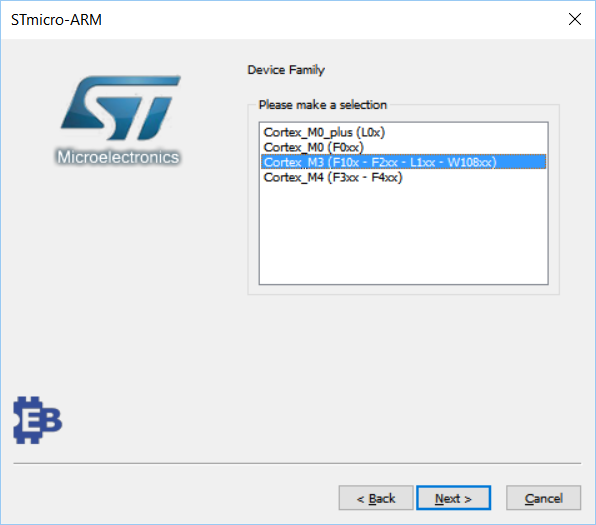 STmicro-ARM
Device Family
Please make a selection
Cortex_M0_plus (L0x)
Cortex_M0 (F0xx)
Cortex_M3 (F10x - F2xx - L1xx - W108xx)
Cortex_M4 (F3xx - F4xx)
ST
Microelectronics
EB
< Back
Next >
Cancel